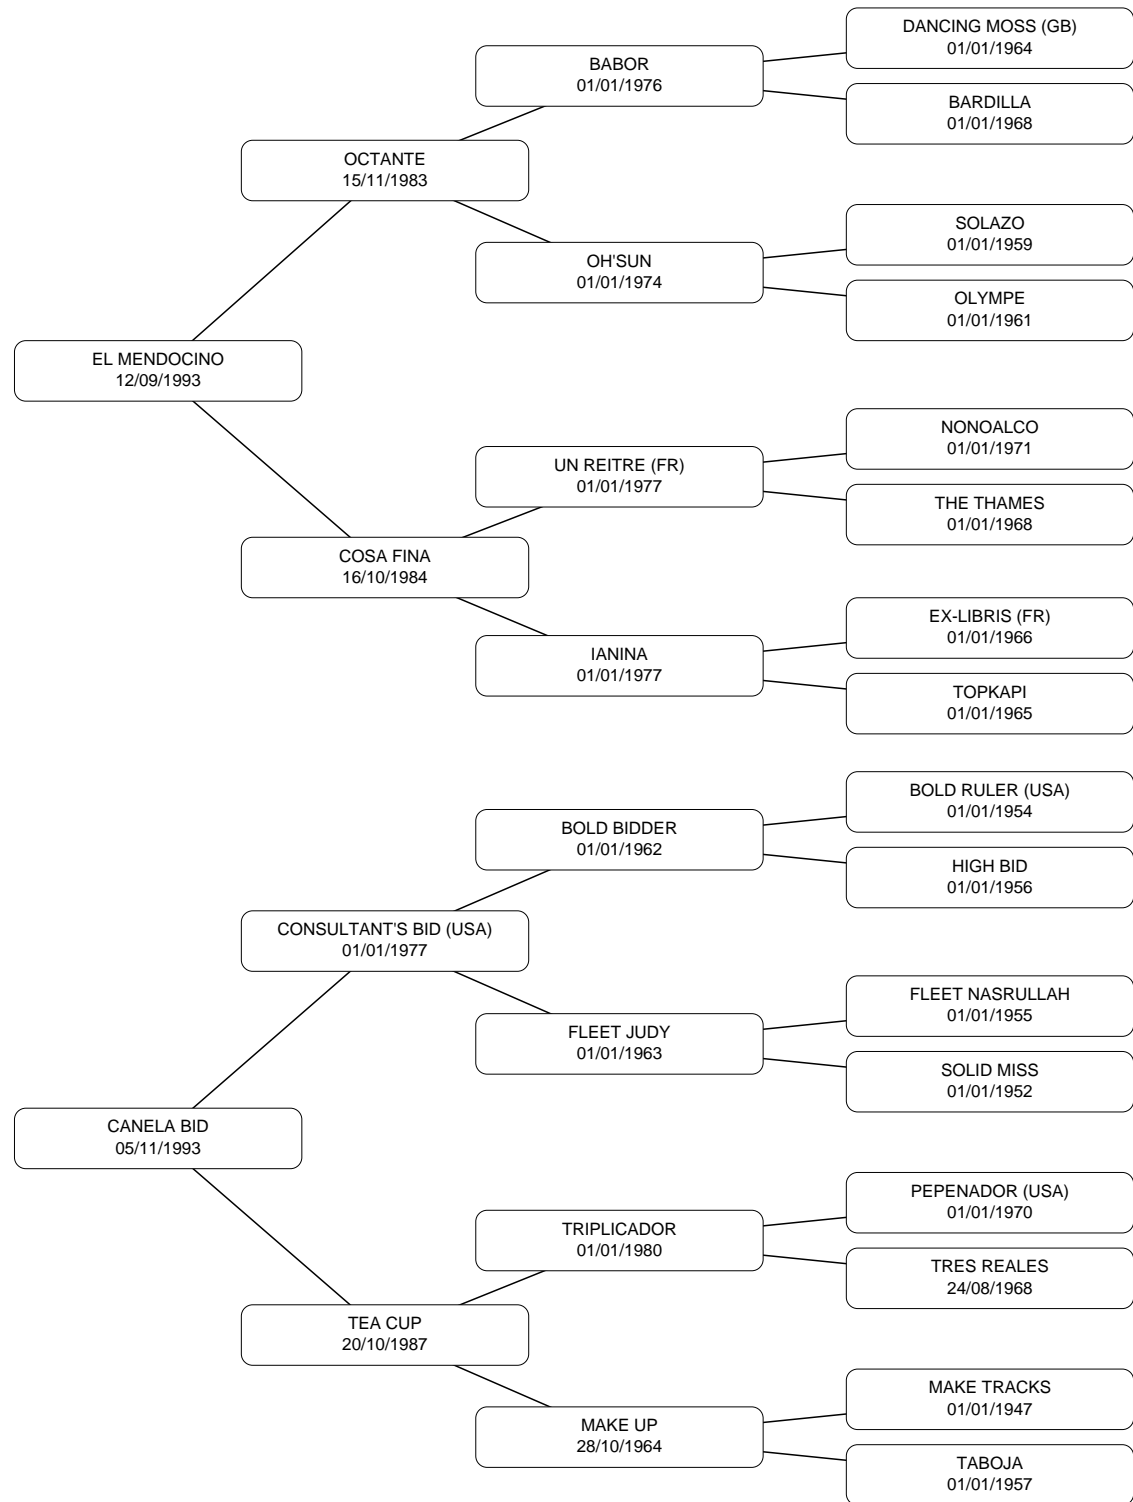 DANCING MOSS (GB)
01/01/1964
BABOR
01/01/1976
BARDILLA
01/01/1968
OCTANTE
15/11/1983
SOLAZO
01/01/1959
OH'SUN
01/01/1974
OLYMPE
01/01/1961
EL MENDOCINO
12/09/1993
NONOALCO
01/01/1971
UN REITRE (FR)
01/01/1977
THE THAMES
01/01/1968
COSA FINA
16/10/1984
EX-LIBRIS (FR)
01/01/1966
IANINA
01/01/1977
TOPKAPI
01/01/1965
BOLD RULER (USA)
01/01/1954
BOLD BIDDER
01/01/1962
HIGH BID
01/01/1956
CONSULTANT'S BID (USA)
01/01/1977
FLEET NASRULLAH
01/01/1955
FLEET JUDY
01/01/1963
SOLID MISS
01/01/1952
CANELA BID
05/11/1993
PEPENADOR (USA)
01/01/1970
TRIPLICADOR
01/01/1980
TRES REALES
24/08/1968
TEA CUP
20/10/1987
MAKE TRACKS
01/01/1947
MAKE UP
28/10/1964
TABOJA
01/01/1957